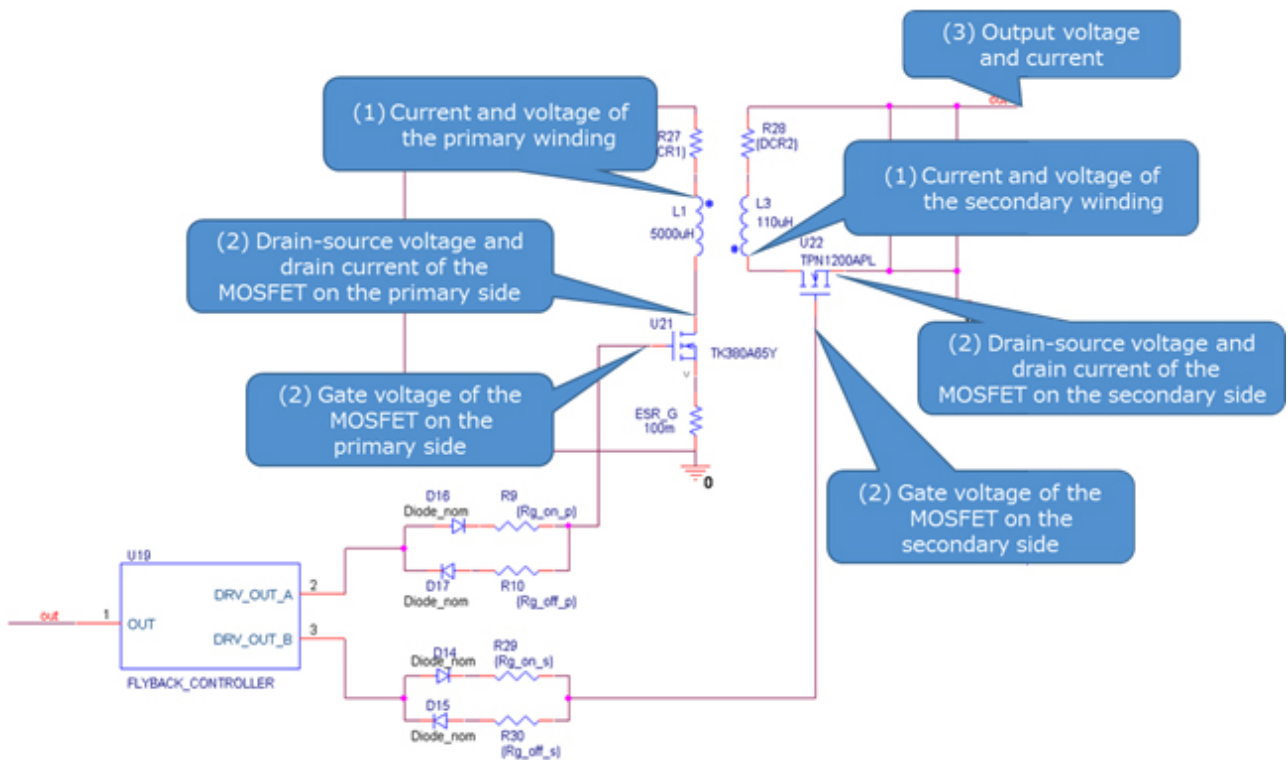 (3) Output voltage
and current
out
(1) Current and voltage of
the primary winding
R27
CR1)
R28
(DCR2)
(1) Current and voltage of
the secondary winding
L1
5000uH
L3
110uH
U22
TPN1200APL
(2) Drain-source voltage and
drain current of the
MOSFET on the primary side
U21
TK380A65Y
(2) Drain-source voltage and
drain current of the
MOSFET on the secondary side
(2) Gate voltage of the
MOSFET on the
primary side
ESR_G
100m
0
(2) Gate voltage of the
MOSFET on the
secondary side
D16
Diode_nom
R9
(Rg_on_p)
D17
Diode_nom
R10
(Rg_off_p)
U19
DRV_OUT_A
2
out
1
OUT
DRV_OUT_B
3
FLYBACK_CONTROLLER
D14
Diode_nom
R29
(Rg_on_s)
D15
Diode_nom
R30
(Rg_off_s)